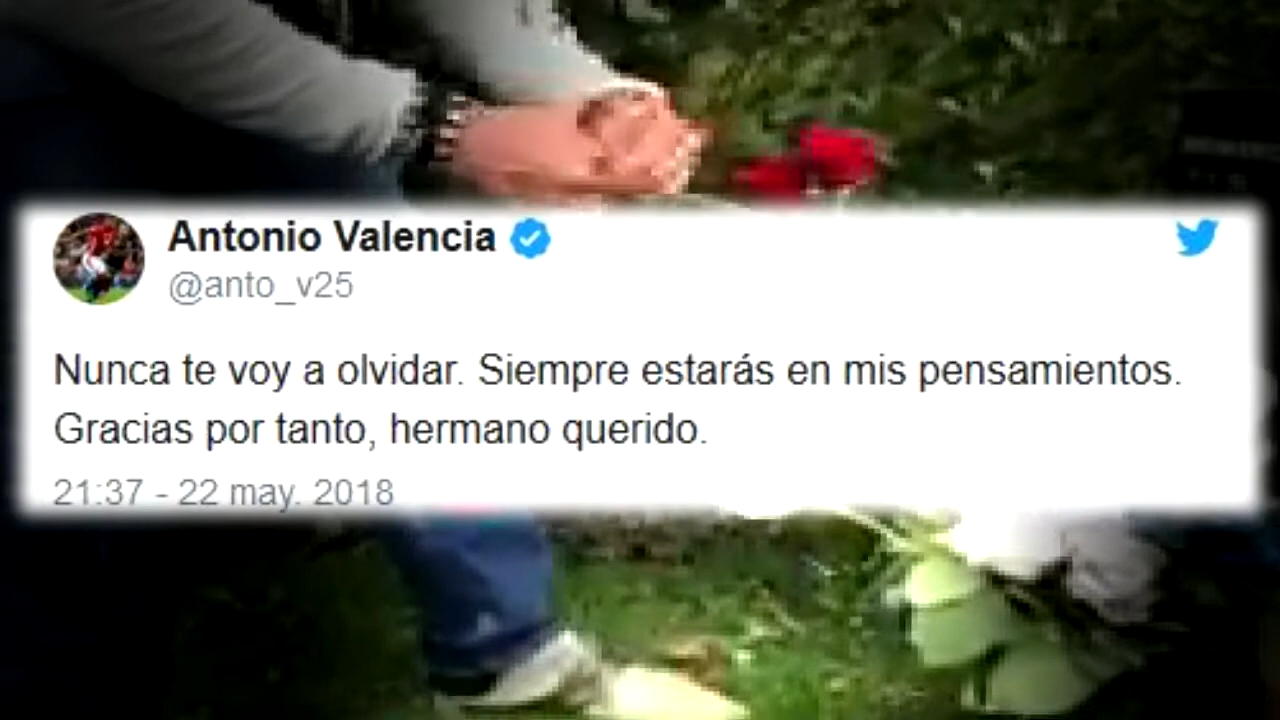 Antonio Valencia
@anto_v25
Nunca te voy a olvidar. Siempre estarás en mis pensamientos.
Gracias por tanto, hermano querido.
21:37 - 22 may. 2018